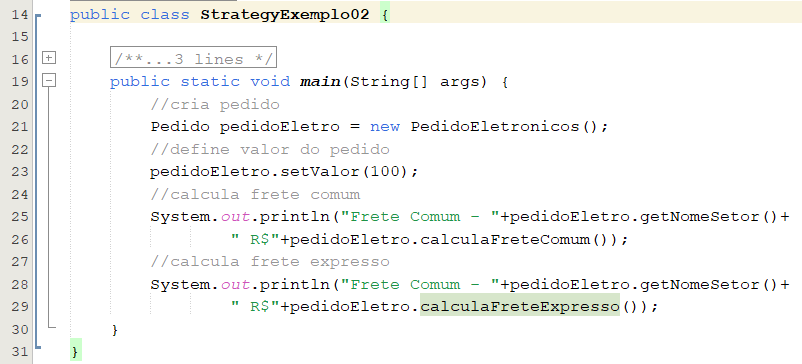 14 public class StrategyExemplo02 {
15
16 /**...3 lines */
19 public static void main(String[] args) {
20 //cria pedido
21 Pedido pedidoEletro = new PedidoEletronicos();
22 //define valor do pedido
23 pedidoEletro.setValor(100);
24 //calcula frete comum
25 System.out.println("Frete Comum - "+pedidoEletro.getNomeSetor()+
26 " R$"+pedidoEletro.calculaFreteComum());
27 //calcula frete expresso
28 System.out.println("Frete Comum - "+pedidoEletro.getNomeSetor()+
29 " R$"+pedidoEletro.calculaFreteExpresso());
30 }
31 }